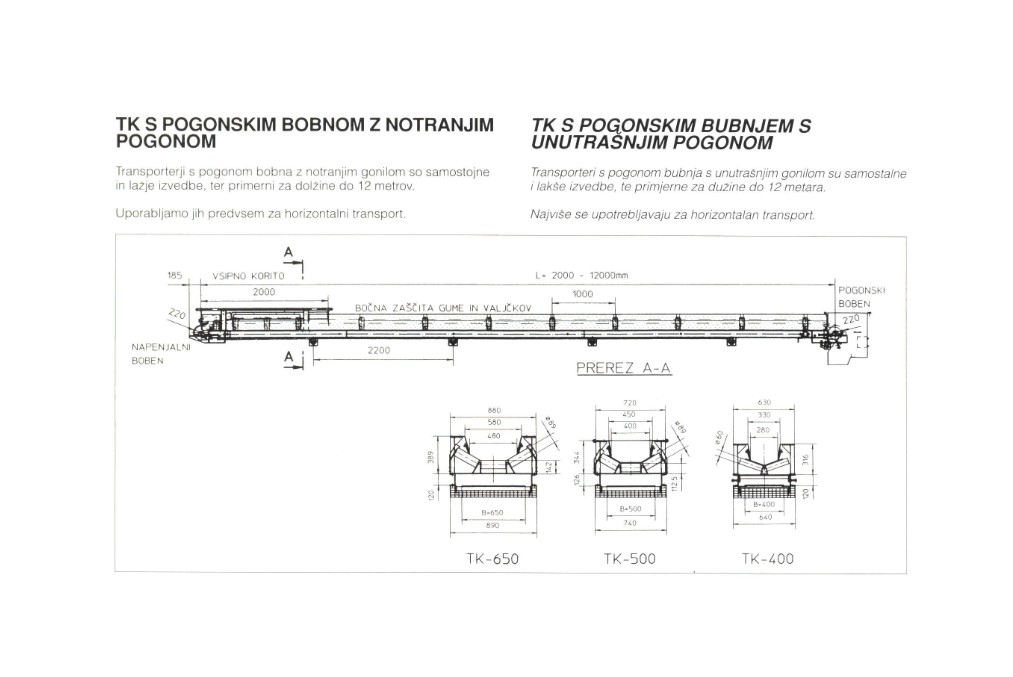 TK S POGONSKIM BOBNOM Z NOTRANJIM
POGONOM
Transporterji s pogonom bobna z notranjim gonilom so samostojne
in lažje izvedbe, ter primerni za dolžine do 12 metrov.
Uporabljamo jih predvsem za horizontalni transport.
TK S POGONSKIM BUBNJEM S
UNUTRAŠNJIM POGONOM
Transporteri s pogonom bubnja s unutrašnjim gonilom su samostalne
i lakše izvedbe, te primjerne za dužine do 12 metara.
Najviše se upotrebljavaju za horizontalan transport.
A
185
VSIPNO KORITO
L= 2000 - 12000mm
2000
1000
POGONSKI
BOBEN
BOČNA ZAŠČITA GUME IN VALJČKOV
220
220
NAPENJALNI
BOBEN
A
2200
PREREZ A-A
880
580
480
ø89
389
142
120
B=650
890
TK-650
720
450
400
ø89
344
126
112.5
B=500
740
TK-500
630
330
280
ø60
316
120
B=400
640
TK-400